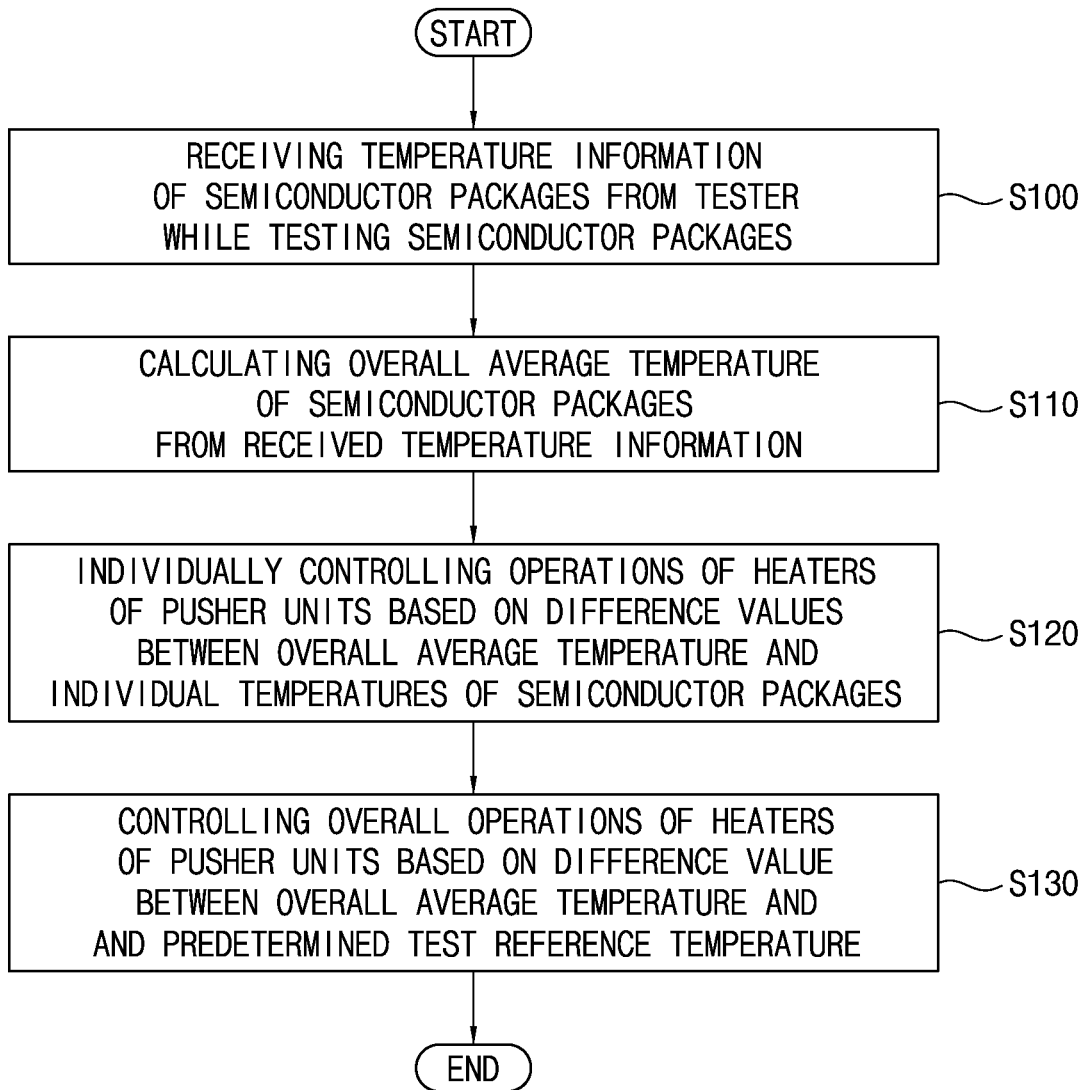 START
RECEIVING TEMPERATURE INFORMATION
OF SEMICONDUCTOR PACKAGES FROM TESTER
WHILE TESTING SEMICONDUCTOR PACKAGES
S100
CALCULATING OVERALL AVERAGE TEMPERATURE
OF SEMICONDUCTOR PACKAGES
FROM RECEIVED TEMPERATURE INFORMATION
S110
INDIVIDUALLY CONTROLLING OPERATIONS OF HEATERS
OF PUSHER UNITS BASED ON DIFFERENCE VALUES
BETWEEN OVERALL AVERAGE TEMPERATURE AND
INDIVIDUAL TEMPERATURES OF SEMICONDUCTOR PACKAGES
S120
CONTROLLING OVERALL OPERATIONS OF HEATERS
OF PUSHER UNITS BASED ON DIFFERENCE VALUE
BETWEEN OVERALL AVERAGE TEMPERATURE AND
AND PREDETERMINED TEST REFERENCE TEMPERATURE
S130
END